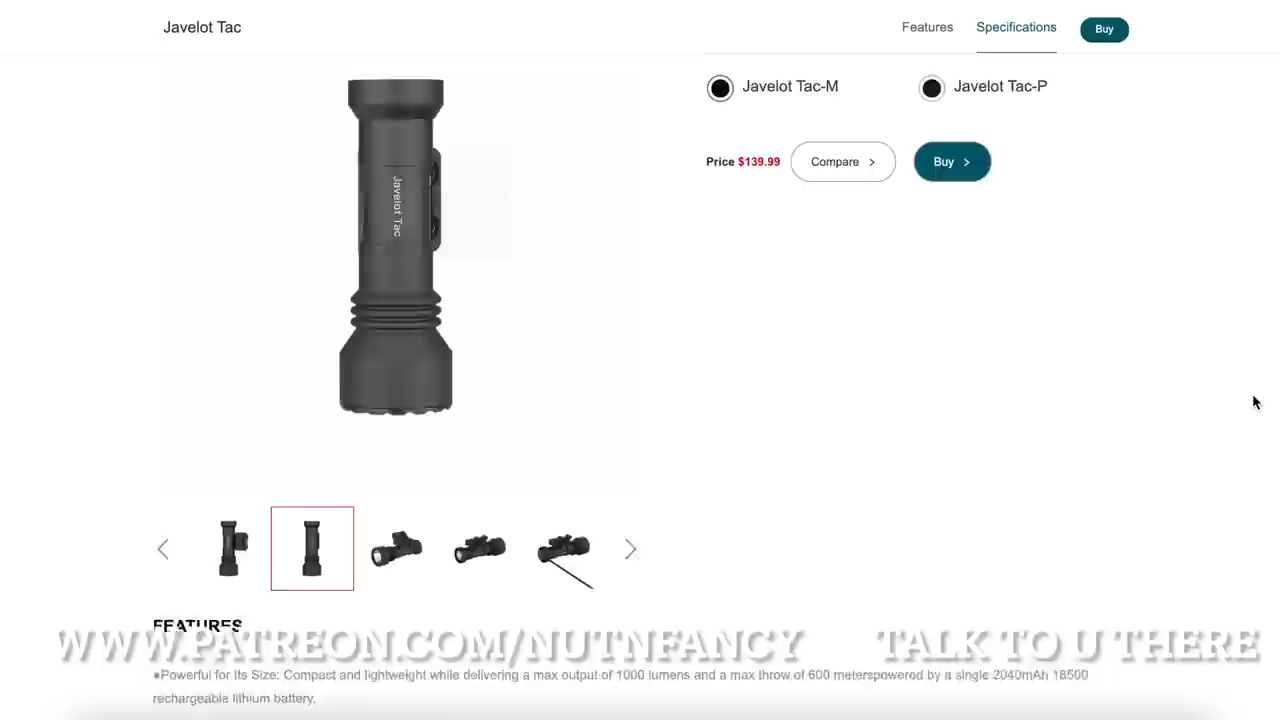 Javelot Tac
Features
Specifications
Buy
Javelot Tac-M
Javelot Tac-P
Price $139.99
Compare >
Buy >
Javelot Tac
FEATURES
WWW.PATREON.COM/NUTNFANCY TALK TO U THERE
●Powerful for Its Size: Compact and lightweight while delivering a max output of 1000 lumens and a max throw of 600 meterspowered by a single 2040mAh 18500
rechargeable lithium battery.